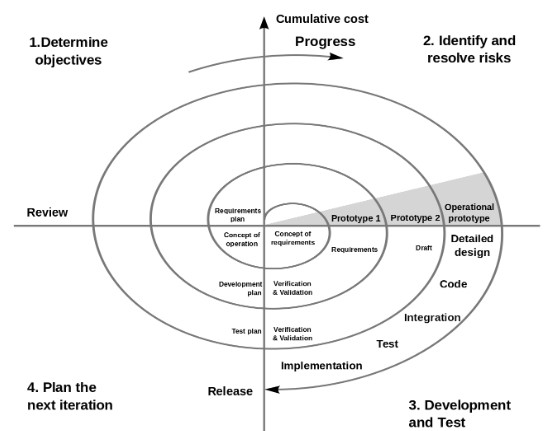 Cumulative cost
Progress
1.Determine
objectives
2. Identify and
resolve risks
Review
Requirements
plan
Prototype 1
Prototype 2
Operational
prototype
Concept of
operation
Concept of
requirements
Requirements
Draft
Detailed
design
Development
plan
Verification
& Validation
Code
Integration
Test plan
Verification
& Validation
Test
Implementation
Release
4. Plan the
next iteration
3. Development
and Test